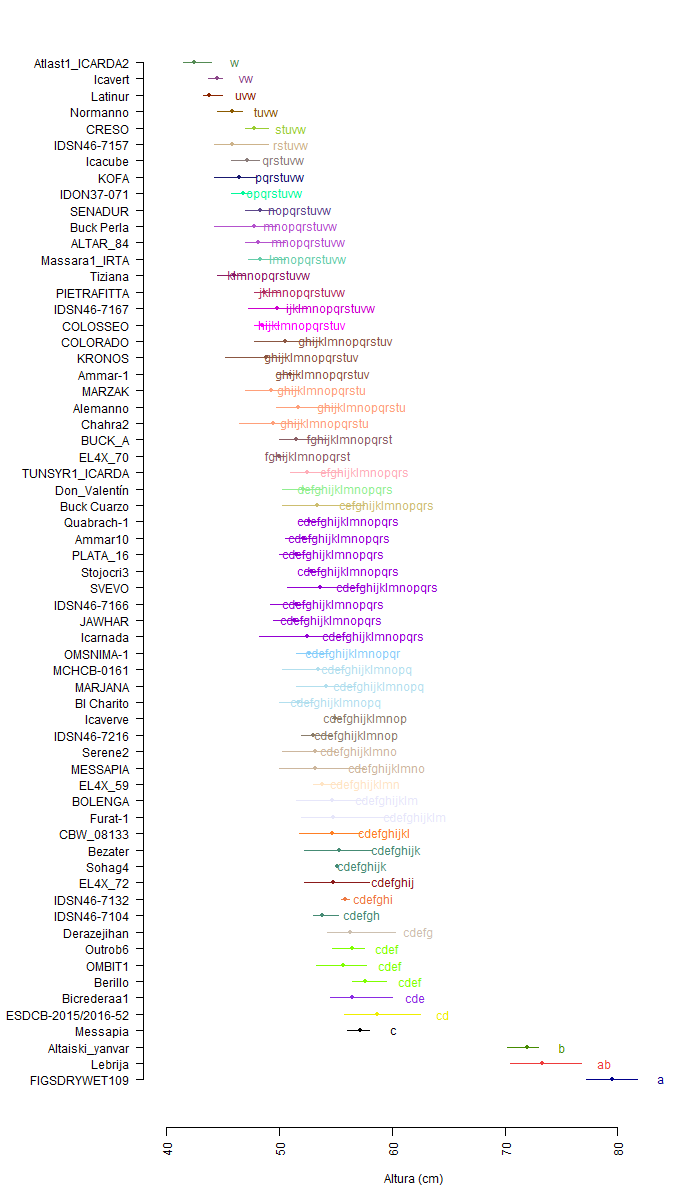 Atlast1_ICARDA2 w
Icavert vw
Latinur uvw
Normanno tuvw
CRESO stuvw
IDSN46-7157 rstuvw
Icacube qrstuvw
KOFA pqrstuvw
IDON37-071 opqrstuvw
SENADUR nopqrstuvw
Buck Perla mnopqrstuvw
ALTAR_84 mnopqrstuvw
Massara1_IRTA lmnopqrstuvw
Tiziana klmnopqrstuvw
PIETRAFITTA jklmnopqrstuvw
IDSN46-7167 ijklmnopqrstuvw
COLOSSEO hijklmnopqrstuv
COLORADO ghijklmnopqrstuv
KRONOS ghijklmnopqrstuv
Ammar-1 ghijklmnopqrstuv
MARZAK ghijklmnopqrstu
Alemanno ghijklmnopqrstu
Chahra2 ghijklmnopqrstu
BUCK_A fghijklmnopqrst
EL4X_70 fghijklmnopqrst
TUNSYR1_ICARDA efghijklmnopqrs
Don_Valentín defghijklmnopqrs
Buck Cuarzo cefghijklmnopqrs
Quabrach-1 cdefghijklmnopqrs
Ammar10 cdefghijklmnopqrs
PLATA_16 cdefghijklmnopqrs
Stojocri3 cdefghijklmnopqrs
SVEVO cdefghijklmnopqrs
IDSN46-7166 cdefghijklmnopqrs
JAWHAR cdefghijklmnopqrs
Icarnada cdefghijklmnopqrs
OMSNIMA-1 cdefghijklmnopqr
MCHCB-0161 cdefghijklmnopq
MARJANA cdefghijklmnopq
BI Charito cdefghijklmnopq
Icaverve cdefghijklmnop
IDSN46-7216 cdefghijklmnop
Serene2 cdefghijklmno
MESSAPIA cdefghijklmno
EL4X_59 cdefghijklmn
BOLENGA cdefghijklm
Furat-1 cdefghijklm
CBW_08133 cdefghijkl
Bezater cdefghijk
Sohag4 cdefghijk
EL4X_72 cdefghij
IDSN46-7132 cdefghi
IDSN46-7104 cdefgh
Derazejihan cdefg
Outrob6 cdef
OMBIT1 cdef
Berillo cdef
Bicrederaa1 cde
ESDCB-2015/2016-52 cd
Messapia c
Altaiski_yanvar b
Lebrija ab
FIGSDRYWET109 a
40 50 60 70 80
Altura (cm)